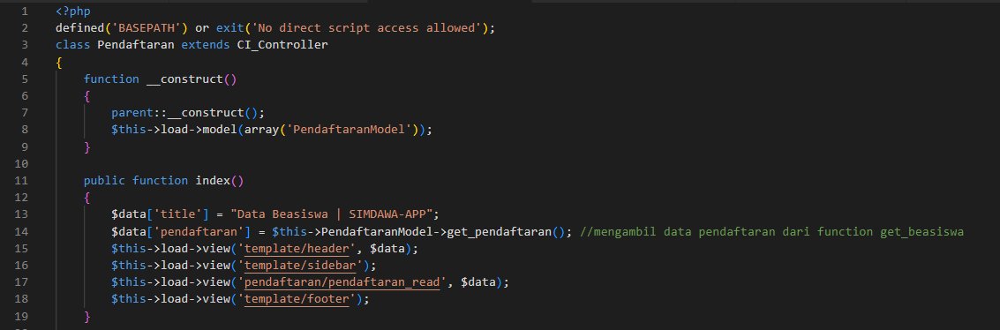 1 <?php
2 defined('BASEPATH') or exit('No direct script access allowed');
3 class Pendaftaran extends CI_Controller
4 {
5     function __construct()
6     {
7         parent::__construct();
8         $this->load->model(array('PendaftaranModel'));
9     }
10
11     public function index()
12     {
13         $data['title'] = "Data Beasiswa | SIMDAWA-APP";
14         $data['pendaftaran'] = $this->PendaftaranModel->get_pendaftaran(); //mengambil data pendaftaran dari function get_beasiswa
15         $this->load->view('template/header', $data);
16         $this->load->view('template/sidebar');
17         $this->load->view('pendaftaran/pendaftaran_read', $data);
18         $this->load->view('template/footer');
19     }